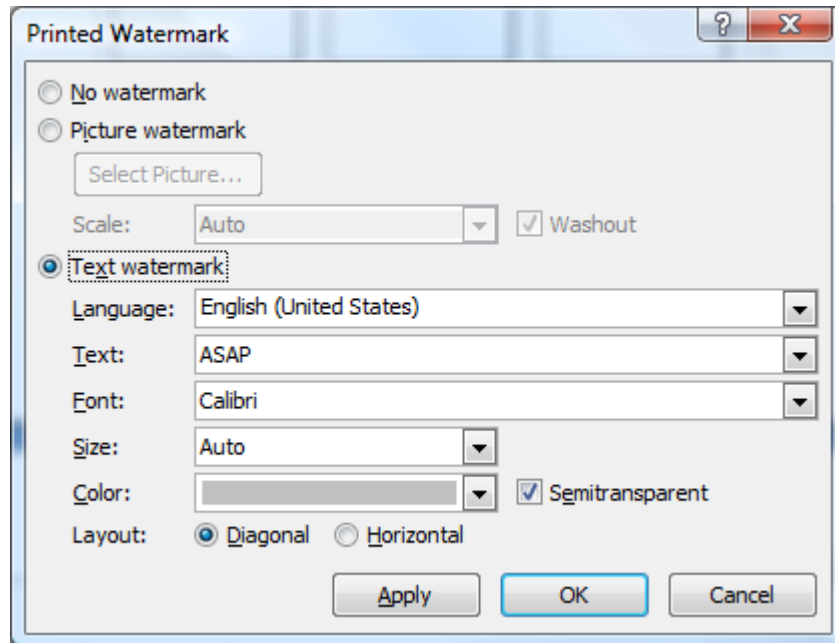 Printed Watermark ?
No watermark
Picture watermark
Select Picture...
Scale: Auto Washout
Text watermark
Language: English (United States)
Text: ASAP
Font: Calibri
Size: Auto
Color: Semitransparent
Layout: Diagonal Horizontal
Apply OK Cancel